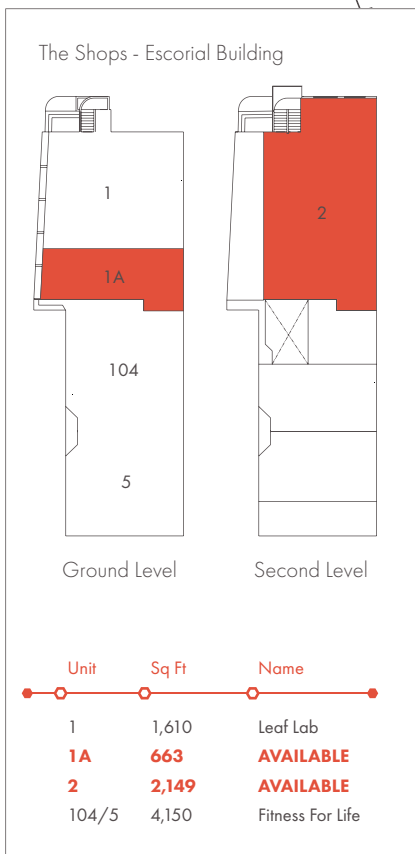 The Shops - Escorial Building
1
2
1A
104
5
Ground Level
Second Level
Unit Sq Ft Name
1 1,610 Leaf Lab
1A 663 AVAILABLE
2 2,149 AVAILABLE
104/5 4,150 Fitness For Life